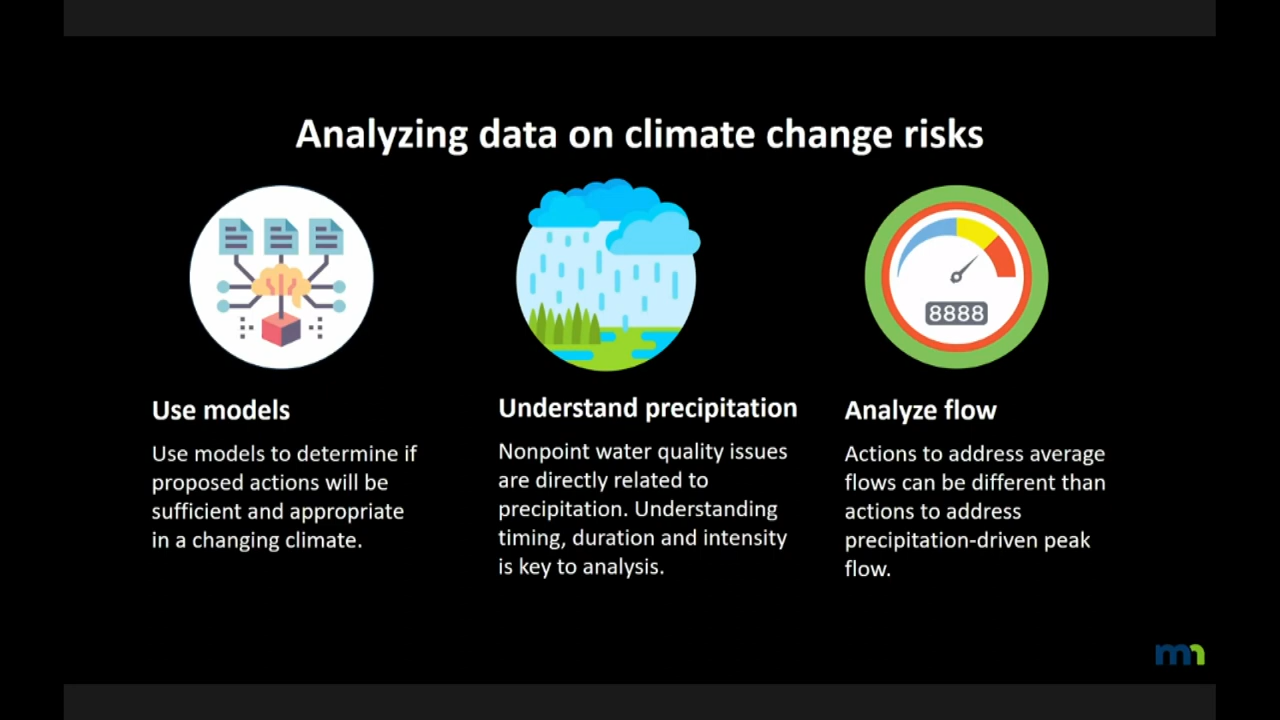 Analyzing data on climate change risks
8888
Use models
Use models to determine if
proposed actions will be
sufficient and appropriate
in a changing climate.
Understand precipitation
Nonpoint water quality issues
are directly related to
precipitation. Understanding
timing, duration and intensity
is key to analysis.
Analyze flow
Actions to address average
flows can be different than
actions to address
precipitation-driven peak
flow.
mn